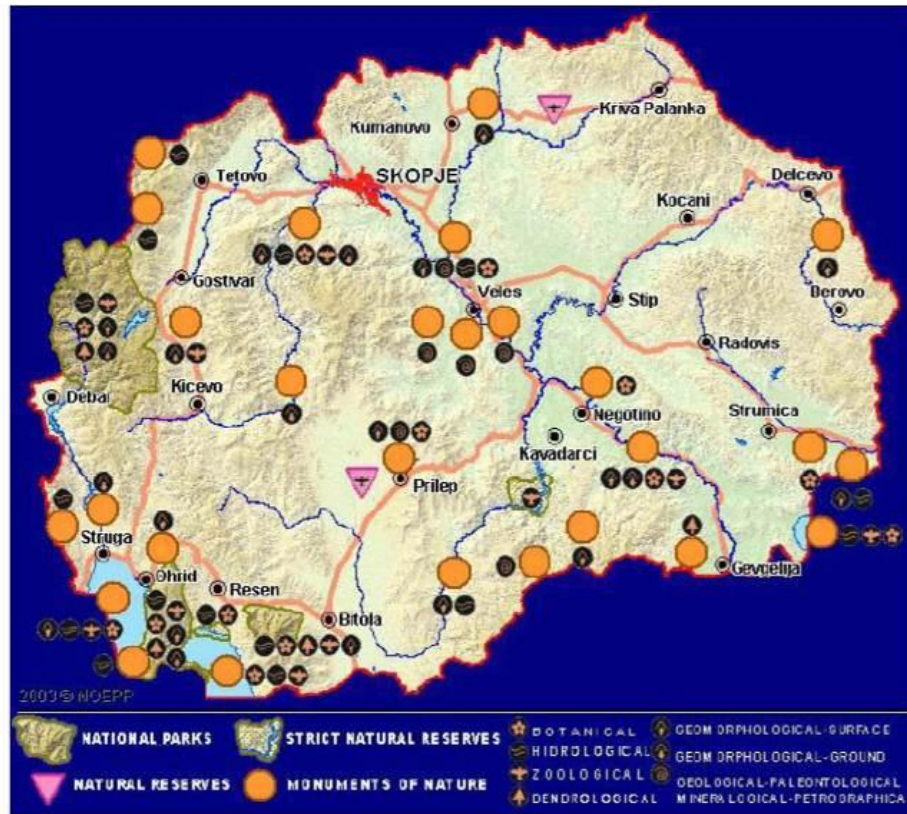 Kriva Palanka
Kumanovo
SKOPJE
Tetovo
Delcevo
Kocani
Gostivar
Veles
Stip
Berovo
Radovis
Debar
Kicevo
Negotino
Strumica
Kavadarci
Prilep
Struga
Ohrid
Resen
Gevgelija
Bitola
2003 © NOEPP
NATIONAL PARKS
STRICT NATURAL RESERVES
NATURAL RESERVES
MONUMENTS OF NATURE
BOTANICAL
HIDROLOGICAL
ZOOLOGICAL
DENDROLOGICAL
GEOMORPHOLOGICAL-SURFACE
GEOMORPHOLOGICAL-GROUND
GEOLOGICAL-PALEONTOLOGICAL
MINERALOGICAL-PETROGRAPHICA